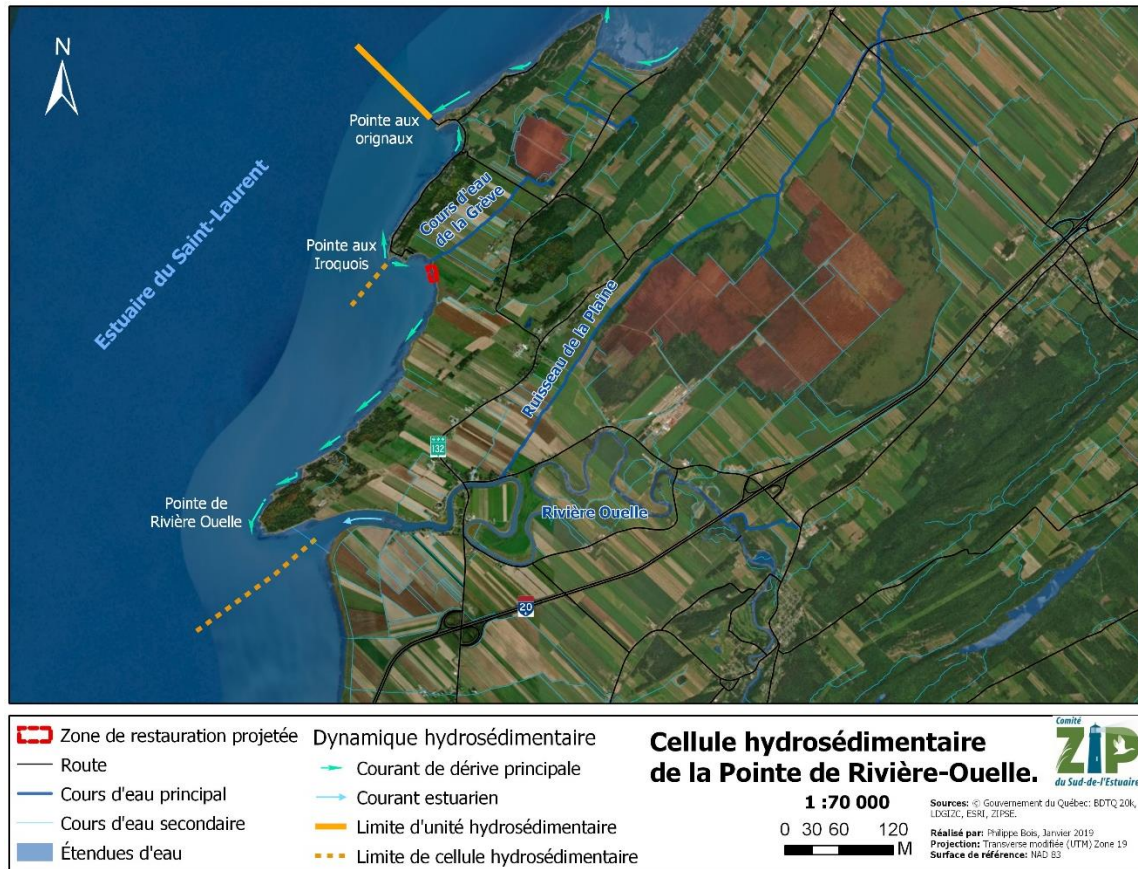 N
Pointe aux
orignaux
Cours d'eau
de la Grève
Pointe aux
Iroquois
Estuaire du Saint-Laurent
Ruisseau de la Plaine
132
Pointe de
Rivière Ouelle
Rivière Ouelle
20
Zone de restauration projetée
Route
Cours d'eau principal
Cours d'eau secondaire
Étendues d'eau
Dynamique hydrosédimentaire
Courant de dérive principale
Courant estuarien
Limite d'unité hydrosédimentaire
Limite de cellule hydrosédimentaire
Cellule hydrosédimentaire
de la Pointe de Rivière-Ouelle.
1 :70 000
0 30 60 120
M
Comité
ZIP
du Sud-de-l'Estuaire
Sources: © Gouvernement du Québec: BDTQ 20k,
LDGIZC, ESRI, ZIPSE.
Réalisé par: Philippe Bois, Janvier 2019
Projection: Transverse modifiée (UTM) Zone 19
Surface de référence: NAD 83